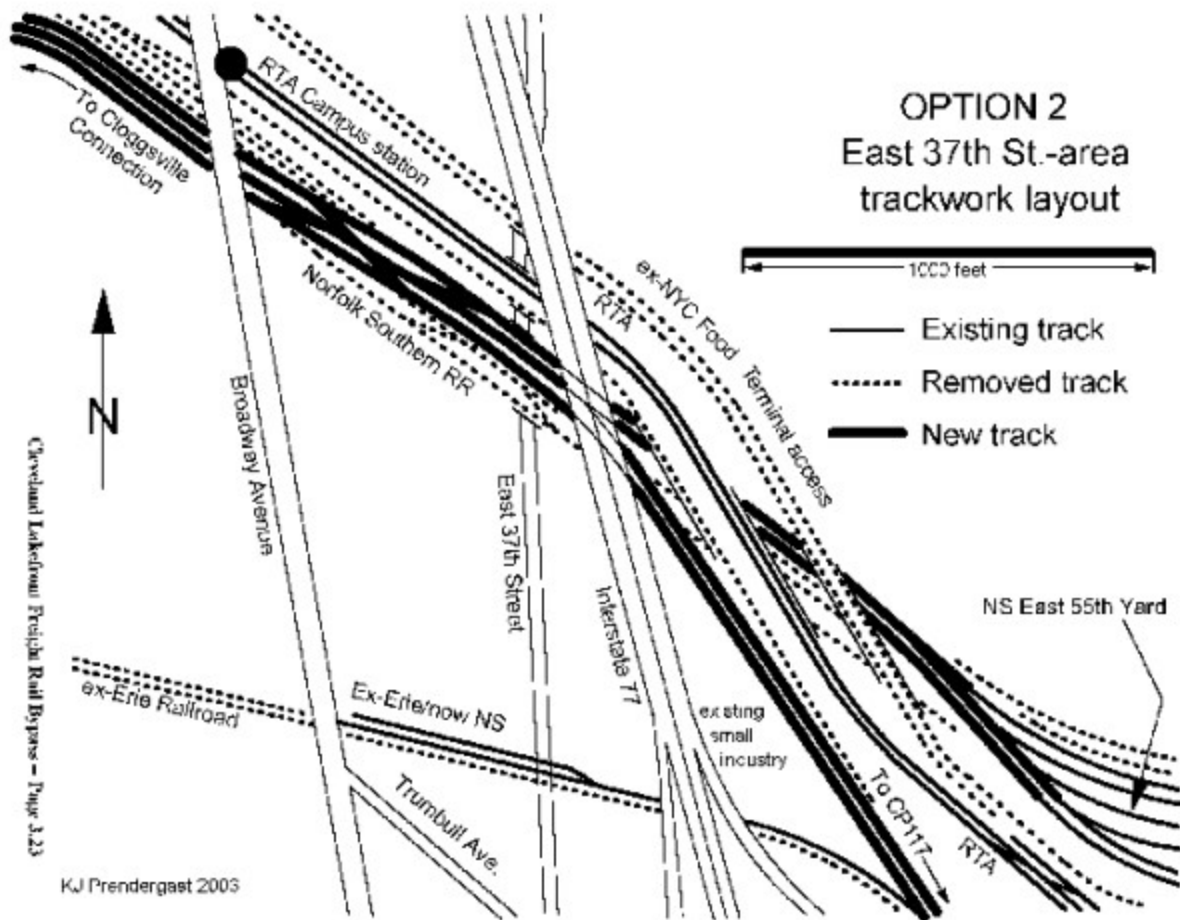 OPTION 2
East 37th St.-area
trackwork layout
1000 feet
Existing track
Removed track
New track
To Cloggsville
Connection
RTA Campus station
Norfolk Southern RR
RTA
ex-NYC Food Terminal access
N
Broadway Avenue
East 37th Street
Interstate 77
NS East 55th Yard
ex-Erie Railroad
Ex-Erie/now NS
existing
small
industry
Trumbull Ave.
To CP117
RTA
Cleveland Lakefront Freight Rail Bypass – Page 3.23
KJ Prendergast 2003